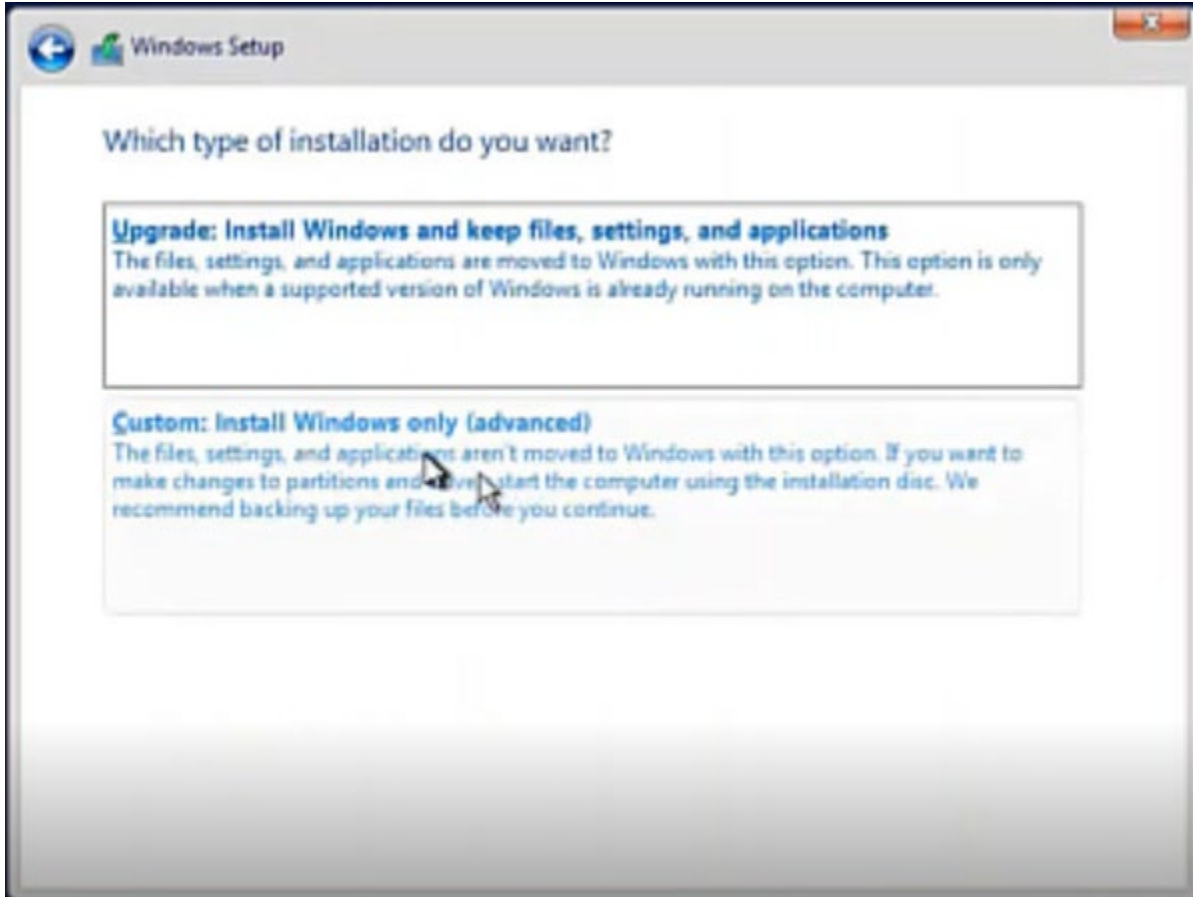 Windows Setup
Which type of installation do you want?
Upgrade: Install Windows and keep files, settings, and applications
The files, settings, and applications are moved to Windows with this option. This option is only
available when a supported version of Windows is already running on the computer.
Custom: Install Windows only (advanced)
The files, settings, and applications aren't moved to Windows with this option. If you want to
make changes to partitions and start the computer using the installation disc. We
recommend backing up your files before you continue.